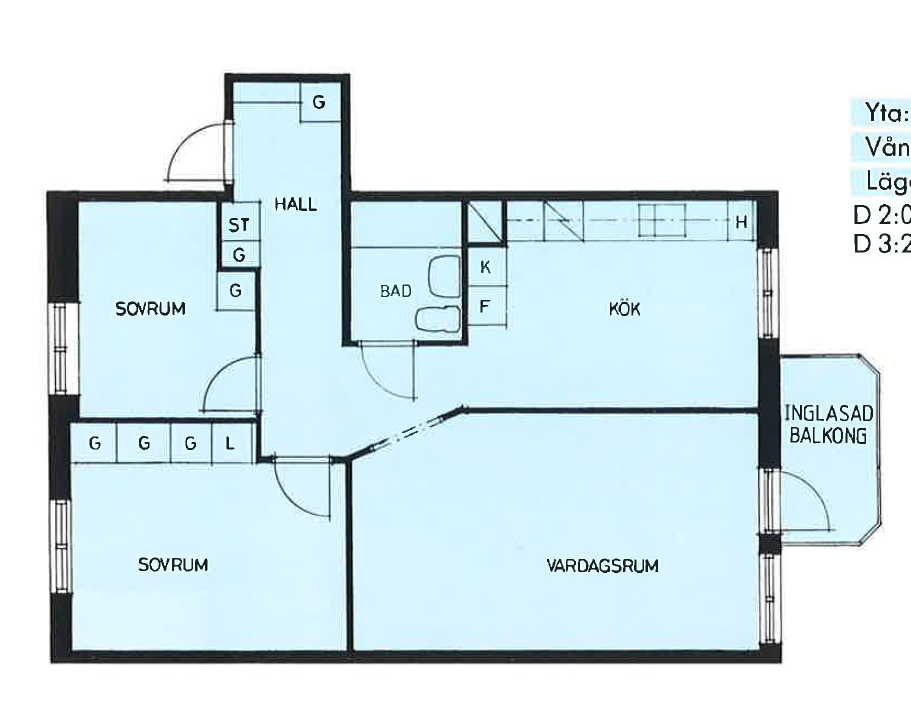 G
Yta:
Vån
Läg
D 2:0
D 3:2
HALL
ST
G
G
H
K
F
BAD
SOVRUM
KÖK
INGLASAD
BALKONG
G G G L
SOVRUM
VARDAGSRUM